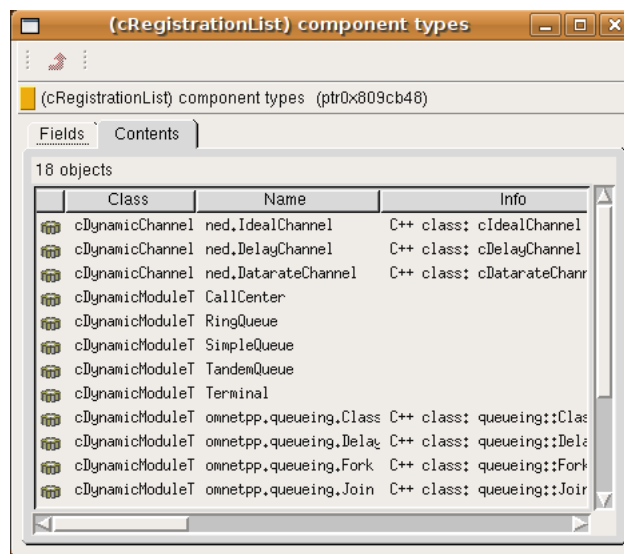 (cRegistrationList) component types
(cRegistrationList) component types (ptr0x809cb48)
Fields Contents
18 objects
Class Name Info
cDynamicChannel ned.IdealChannel C++ class: cIdealChannel
cDynamicChannel ned.DelayChannel C++ class: cDelayChannel
cDynamicChannel ned.DatarateChannel C++ class: cDatarateChanr
cDynamicModuleT CallCenter
cDynamicModuleT RingQueue
cDynamicModuleT SimpleQueue
cDynamicModuleT TandemQueue
cDynamicModuleT Terminal
cDynamicModuleT omnetpp.queueing.Class C++ class: queueing::Clas
cDynamicModuleT omnetpp.queueing.Delay C++ class: queueing::Dela
cDynamicModuleT omnetpp.queueing.Fork C++ class: queueing::Fork
cDynamicModuleT omnetpp.queueing.Join C++ class: queueing::Join